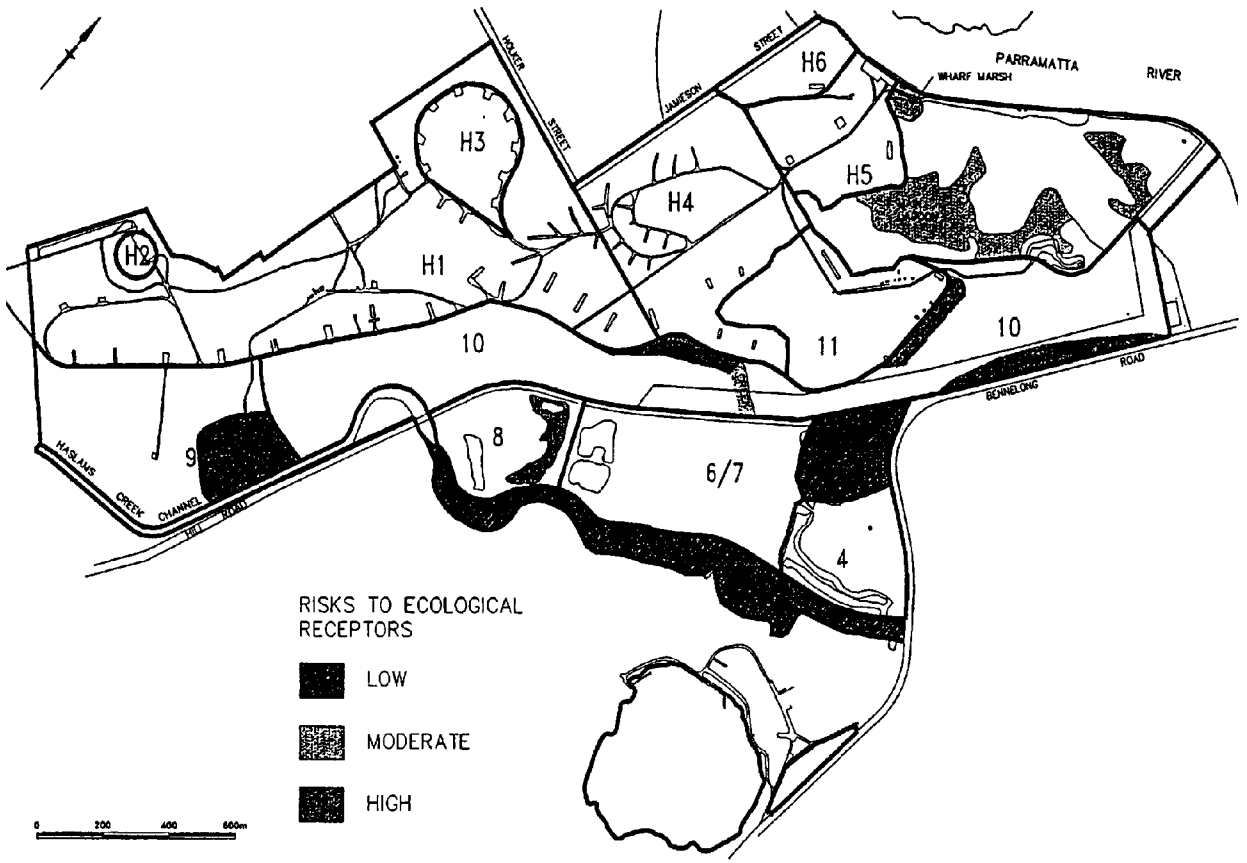 PARRAMATTA
RIVER
WHARF MARSH
HOLKER
STREET
JAMIESON
STREET
H6
H3
H5
H4
H2
H1
10
11
10
BENNELONG
ROAD
9
8
6/7
4
HASLAMS
CREEK
CHANNEL
HILL
ROAD
RISKS TO ECOLOGICAL
RECEPTORS
LOW
MODERATE
HIGH
0 200 400 600m